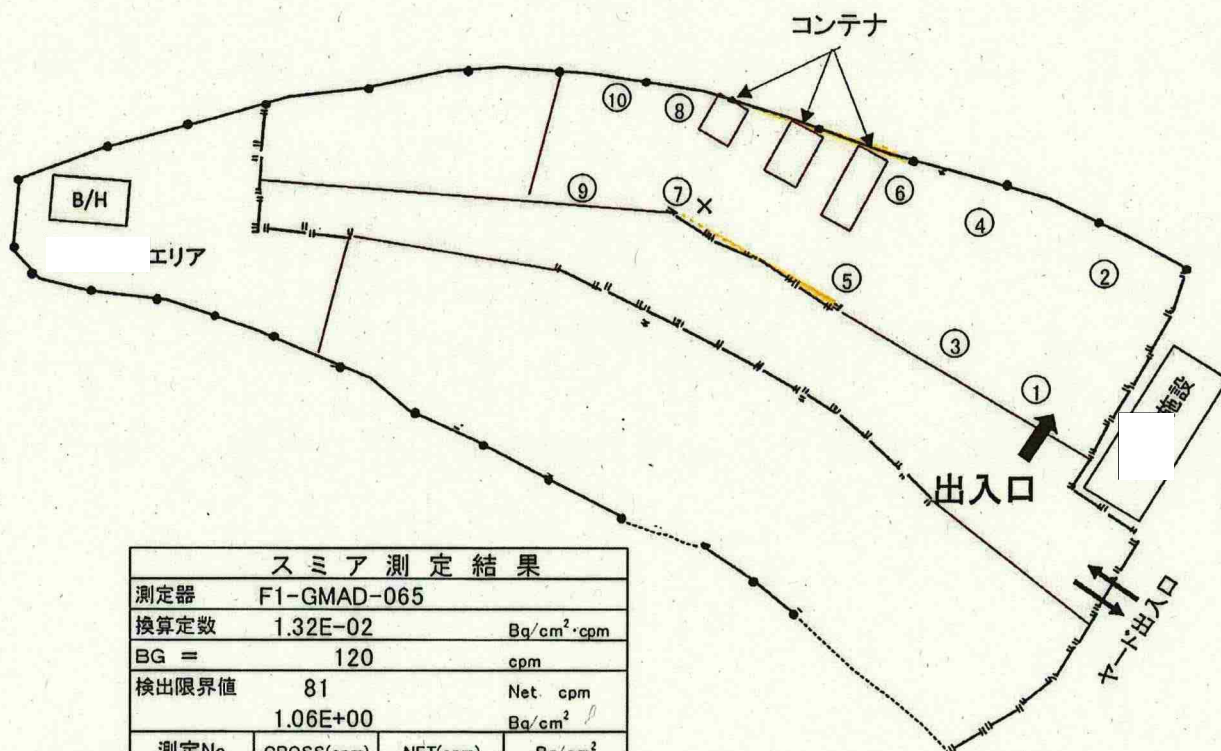 コンテナ
⑩
⑧
⑨
⑦
×
⑥
④
②
⑤
③
①
B/H
エリア
施設
出入口
ヤード出入口
スミア測定結果
測定器 F1-GMAD-065
換算定数 1.32E-02 Bq/cm²・cpm
BG = 120 cpm
検出限界値 81 Net cpm
1.06E+00 Bq/cm²
測定No GROSS(cpm) NET(cpm) Bq/cm²